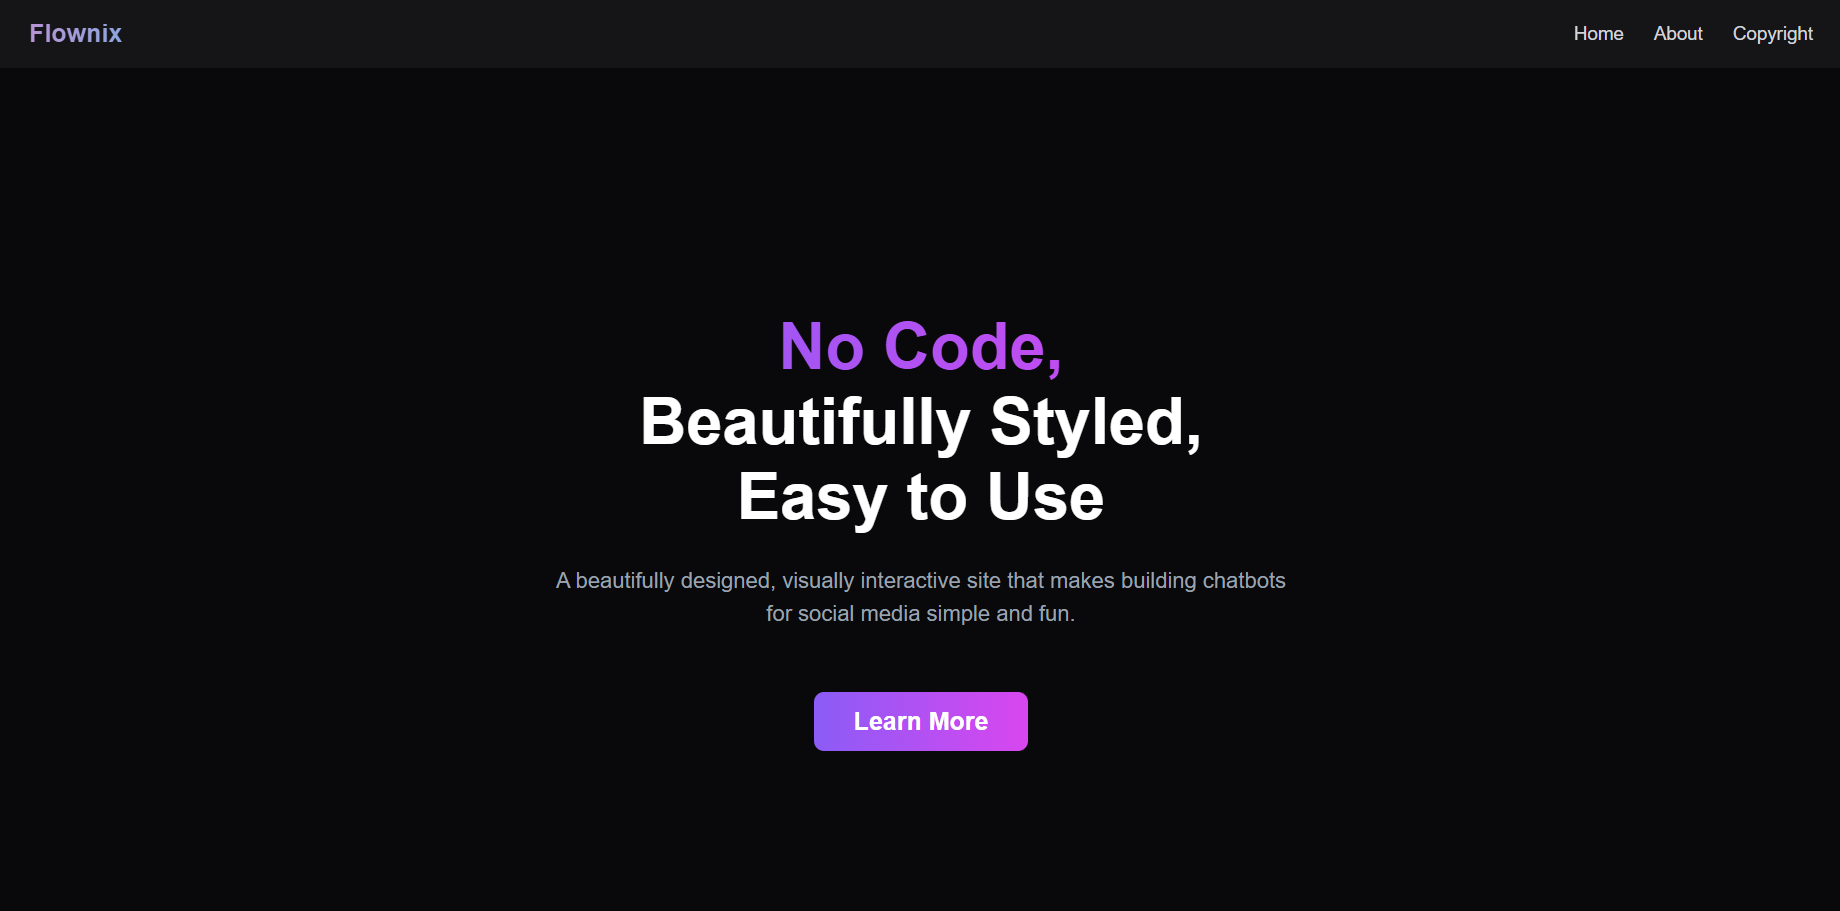 Flownix
Home About Copyright
No Code,
Beautifully Styled,
Easy to Use
A beautifully designed, visually interactive site that makes building chatbots
for social media simple and fun.
Learn More